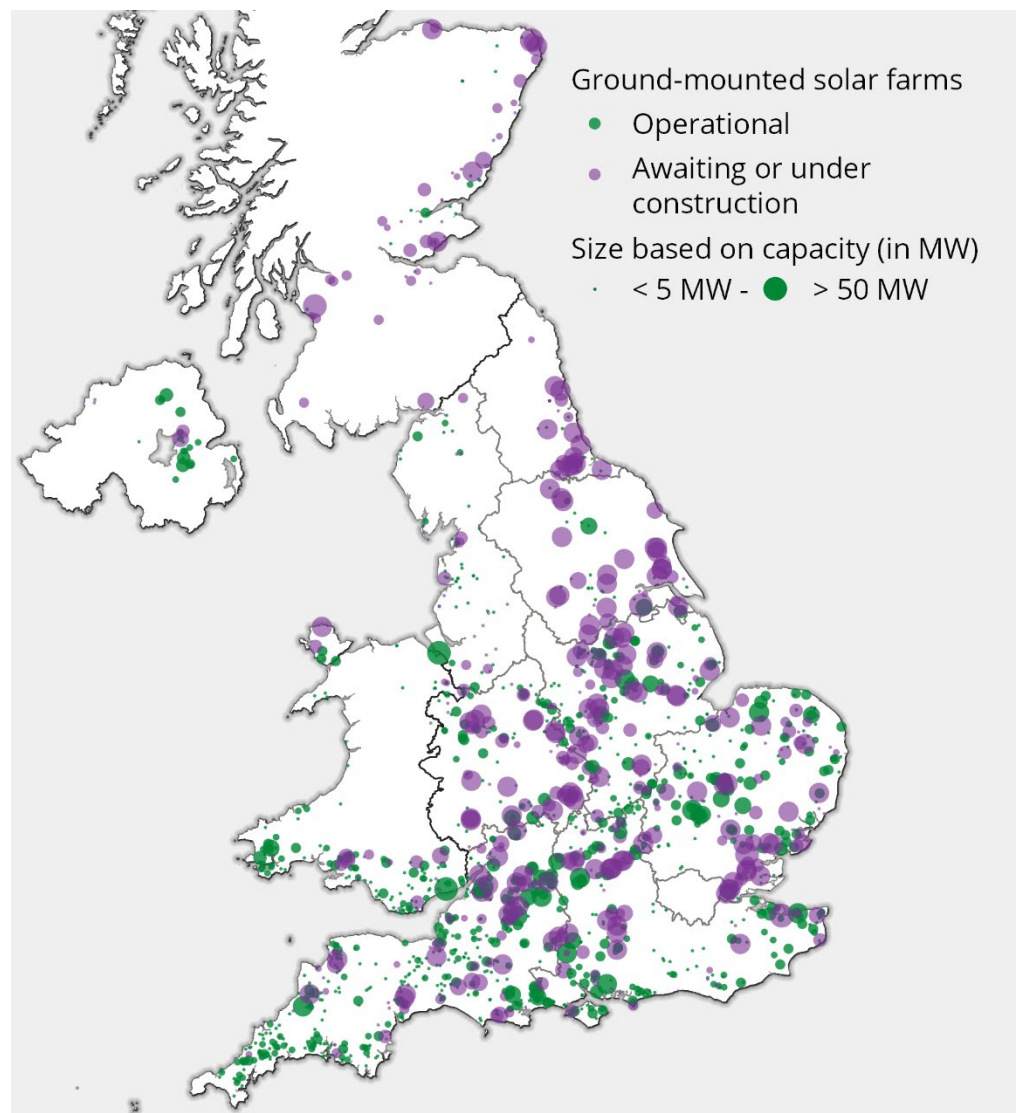 Ground-mounted solar farms
Operational
Awaiting or under
construction
Size based on capacity (in MW)
< 5 MW - > 50 MW